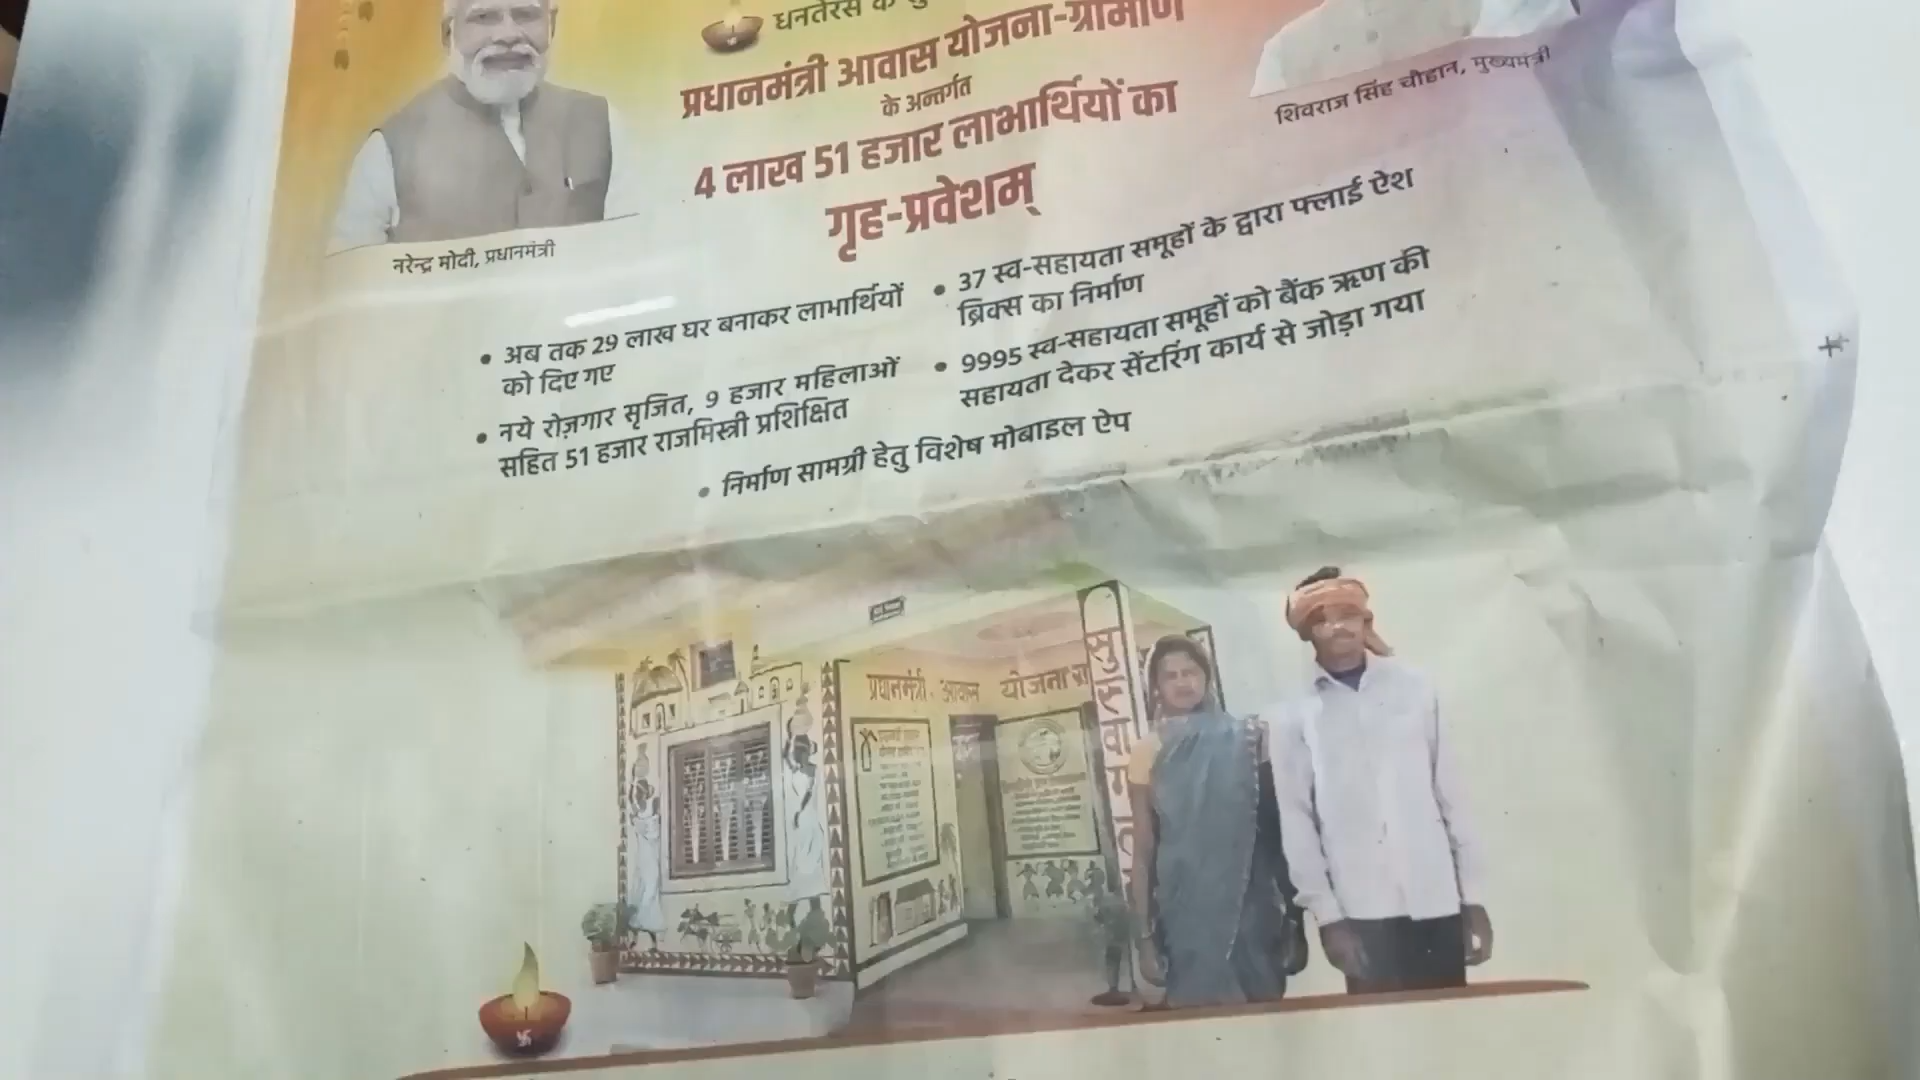 धनतेरस के
प्रधानमंत्री आवास योजना-ग्रामीण
के अन्तर्गत
4 लाख 51 हजार लाभार्थियों का
गृह-प्रवेशम्
नरेन्द्र मोदी, प्रधानमंत्री
शिवराज सिंह चौहान, मुख्यमंत्री
• अब तक 29 लाख घर बनाकर लाभार्थियों
को दिए गए
• नये रोज़गार सृजित, 9 हजार महिलाओं
सहित 51 हजार राजमिस्त्री प्रशिक्षित
• 37 स्व-सहायता समूहों के द्वारा फ्लाई ऐश
ब्रिक्स का निर्माण
• 9995 स्व-सहायता समूहों को बैंक ऋण की
सहायता देकर सेंटरिंग कार्य से जोड़ा गया
• निर्माण सामग्री हेतु विशेष मोबाइल ऐप
प्रधानमंत्री आवास योजना ग्रा